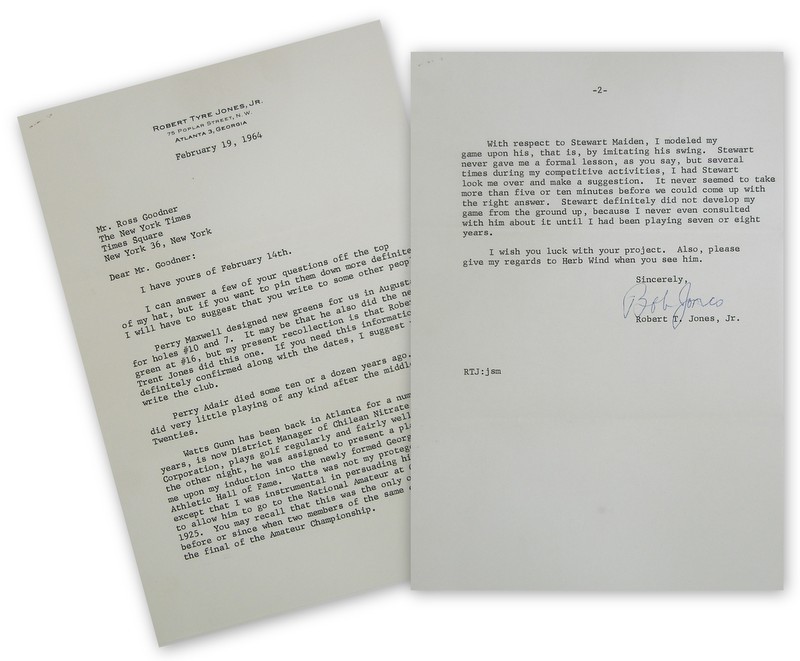 ROBERT TYRE JONES, JR.
75 POPLAR STREET, N.W.
ATLANTA 3, GEORGIA
February 19, 1964
Mr. Ross Goodner
The New York Times
Times Square
New York 36, New York
Dear Mr. Goodner:
I have yours of February 14th.
I can answer a few of your questions off the top
of my hat, but if you want to pin them down more definite
I will have to suggest that you write to some other peop
Perry Maxwell designed new greens for us in August
for holes #10 and 7. It may be that he also did the ne
green at #16, but my present recollection is that Robe
Trent Jones did this one. If you need this informatio
definitely confirmed along with the dates, I suggest
write the club.
Perry Adair died some ten or a dozen years ago.
did very little playing of any kind after the middl
Twenties.
Watts Gunn has been back in Atlanta for a num
years, is now District Manager of Chilean Nitrate
Corporation, plays golf regularly and fairly well
the other night, he was assigned to present a pl
me upon my induction into the newly formed Georg
Athletic Hall of Fame. Watts was not my proteg
except that I was instrumental in persuading hi
to allow him to go to the National Amateur at
1925. You may recall that this was the only o
before or since when two members of the same
the final of the Amateur Championship.
-2-
With respect to Stewart Maiden, I modeled my
game upon his, that is, by imitating his swing. Stewart
never gave me a formal lesson, as you say, but several
times during my competitive activities, I had Stewart
look me over and make a suggestion. It never seemed to take
more than five or ten minutes before we could come up with
the right answer. Stewart definitely did not develop my
game from the ground up, because I never even consulted
with him about it until I had been playing seven or eight
years.
I wish you luck with your project. Also, please
give my regards to Herb Wind when you see him.
Sincerely,
Bob Jones
Robert T. Jones, Jr.
RTJ:jsm